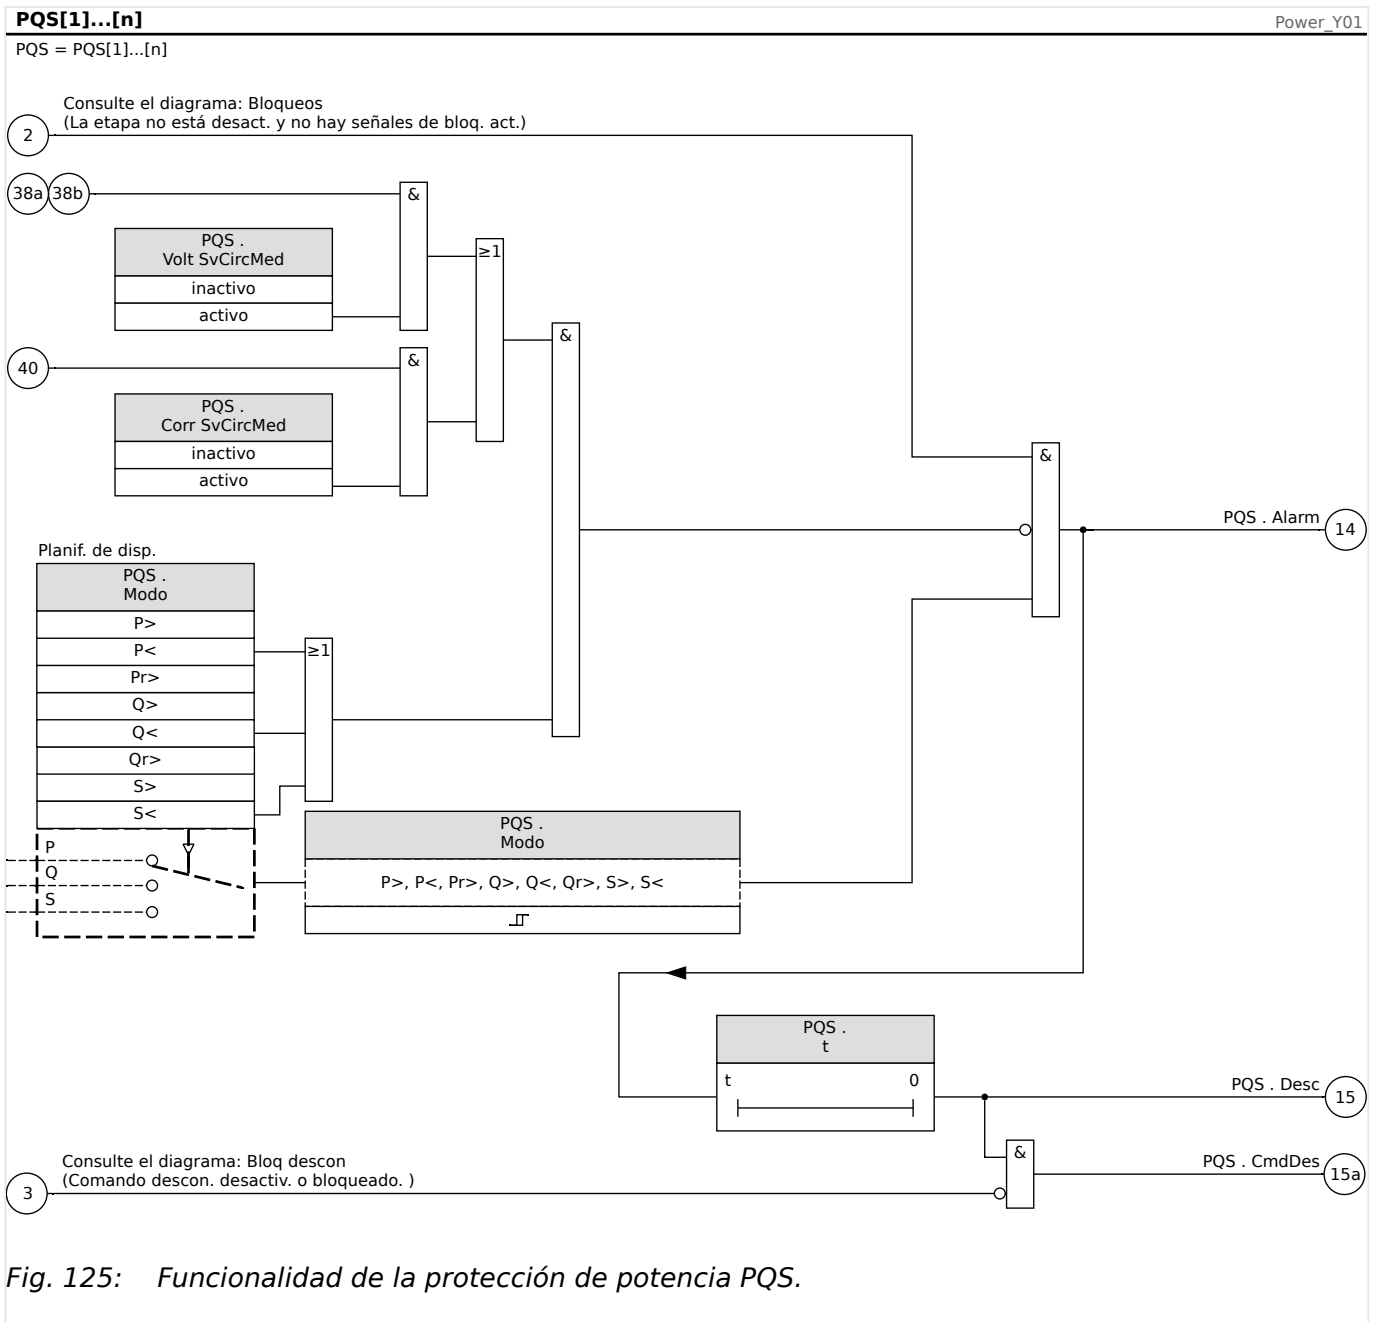 PQS[1]...[n]
Power_Y01
PQS = PQS[1]...[n]
Consulte el diagrama: Bloqueos
(La etapa no está desact. y no hay señales de bloq. act.)
2
38a
38b
&
PQS .
Volt SvCircMed
inactivo
activo
≥1
&
40
&
PQS .
Corr SvCircMed
inactivo
activo
&
PQS . Alarm
14
Planif. de disp.
PQS .
Modo
P>
P<
Pr>
Q>
Q<
Qr>
S>
S<
≥1
P
Q
S
PQS .
Modo
P>, P<, Pr>, Q>, Q<, Qr>, S>, S<
PQS .
t
t
0
PQS . Desc
15
&
PQS . CmdDes
15a
Consulte el diagrama: Bloq descon
(Comando descon. desactiv. o bloqueado. )
3
Fig. 125: Funcionalidad de la protección de potencia PQS.